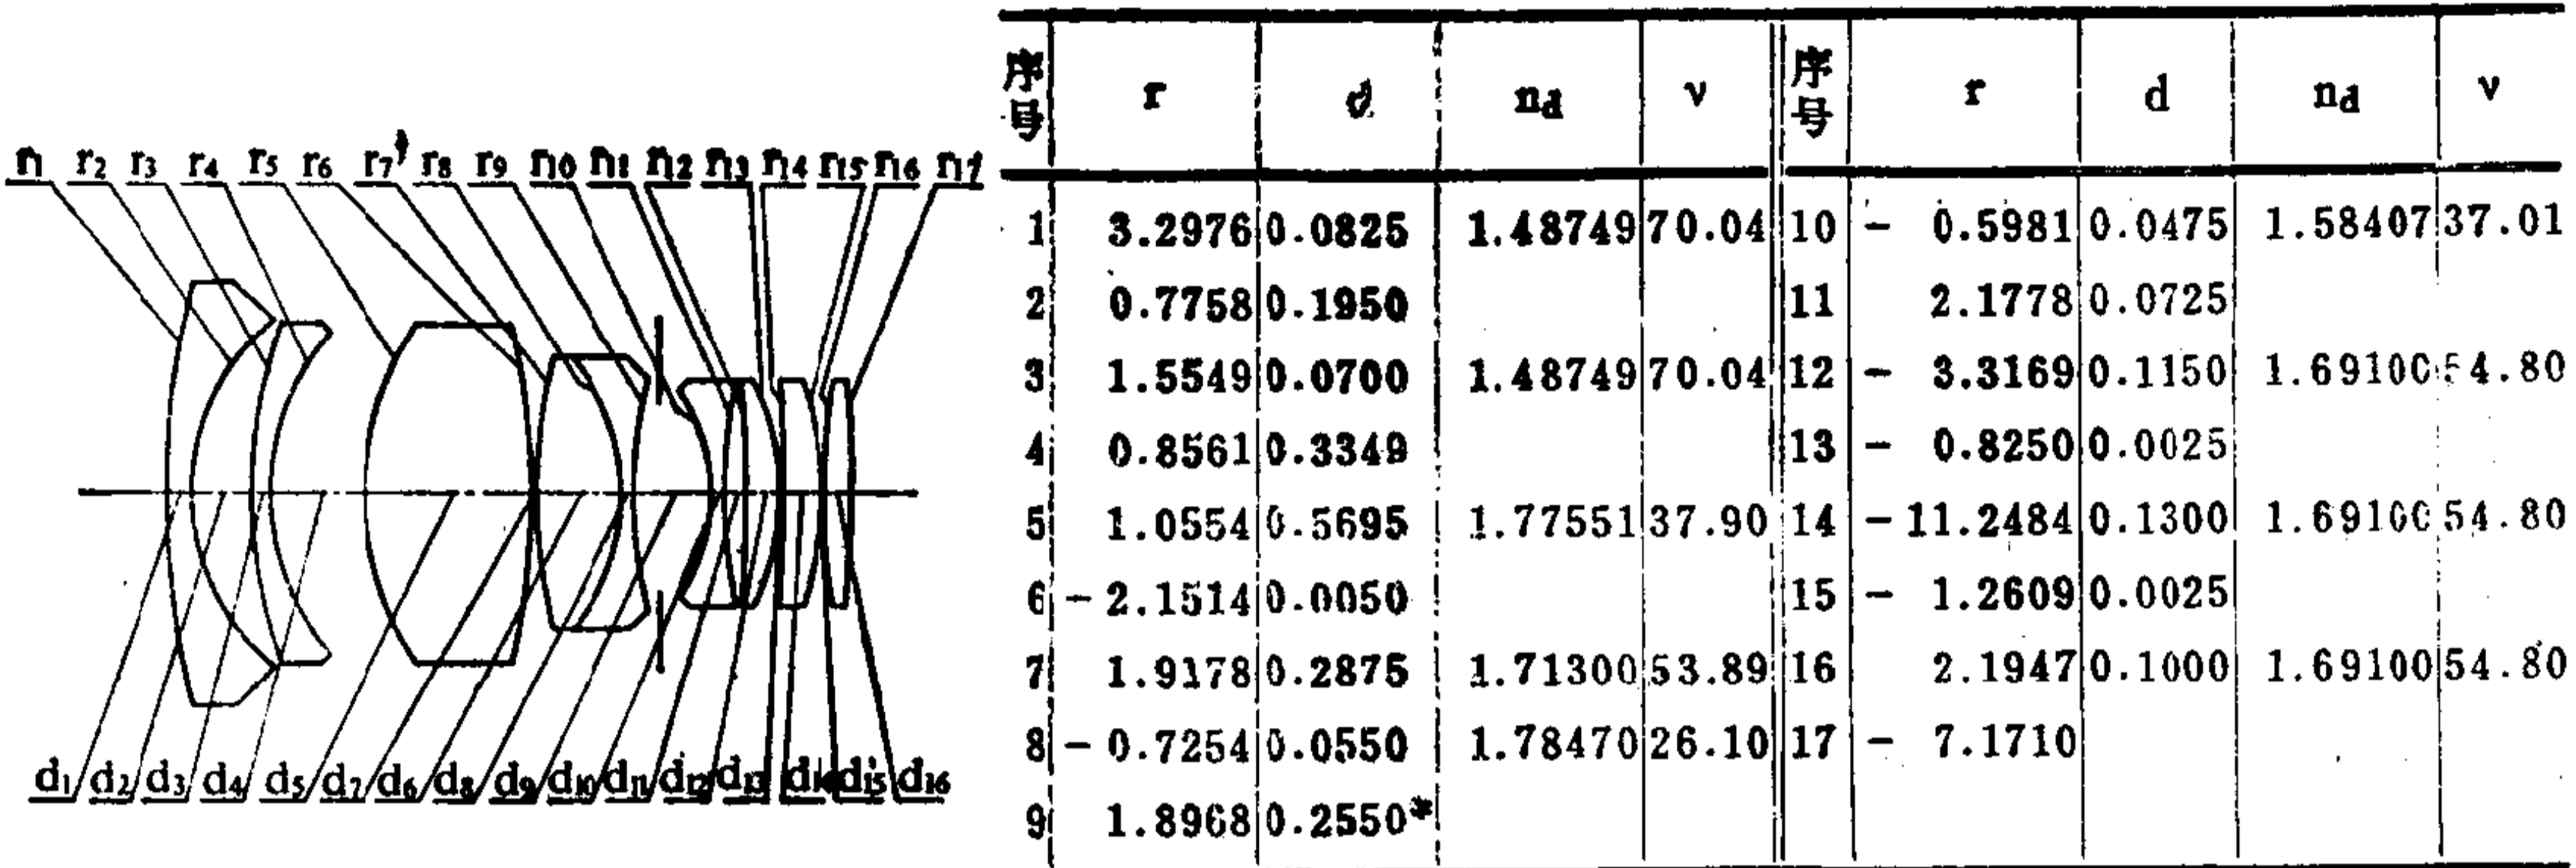 r₁ r₂ r₃ r₄ r₅ r₆ r₇ r₈ r₉ r₁₀ r₁₁ r₁₂ r₁₃ r₁₄ r₁₅ r₁₆ r₁₇
d₁ d₂ d₃ d₄ d₅ d₇ d₆ d₈ d₉ d₁₀ d₁₁ d₁₂ d₁₃ d₁₄ d₁₅ d₁₆
序号 r d n_d ν 序号 r d n_d ν
1 3.2976 0.0825 1.48749 70.04 10 - 0.5981 0.0475 1.58407 37.01
2 0.7758 0.1950 11 2.1778 0.0725
3 1.5549 0.0700 1.48749 70.04 12 - 3.3169 0.1150 1.69100 54.80
4 0.8561 0.3349 13 - 0.8250 0.0025
5 1.0554 0.5695 1.77551 37.90 14 -11.2484 0.1300 1.69100 54.80
6 - 2.1514 0.0050 15 - 1.2609 0.0025
7 1.9178 0.2875 1.71300 53.89 16 2.1947 0.1000 1.69100 54.80
8 - 0.7254 0.0550 1.78470 26.10 17 - 7.1710
9 1.8968 0.2550*